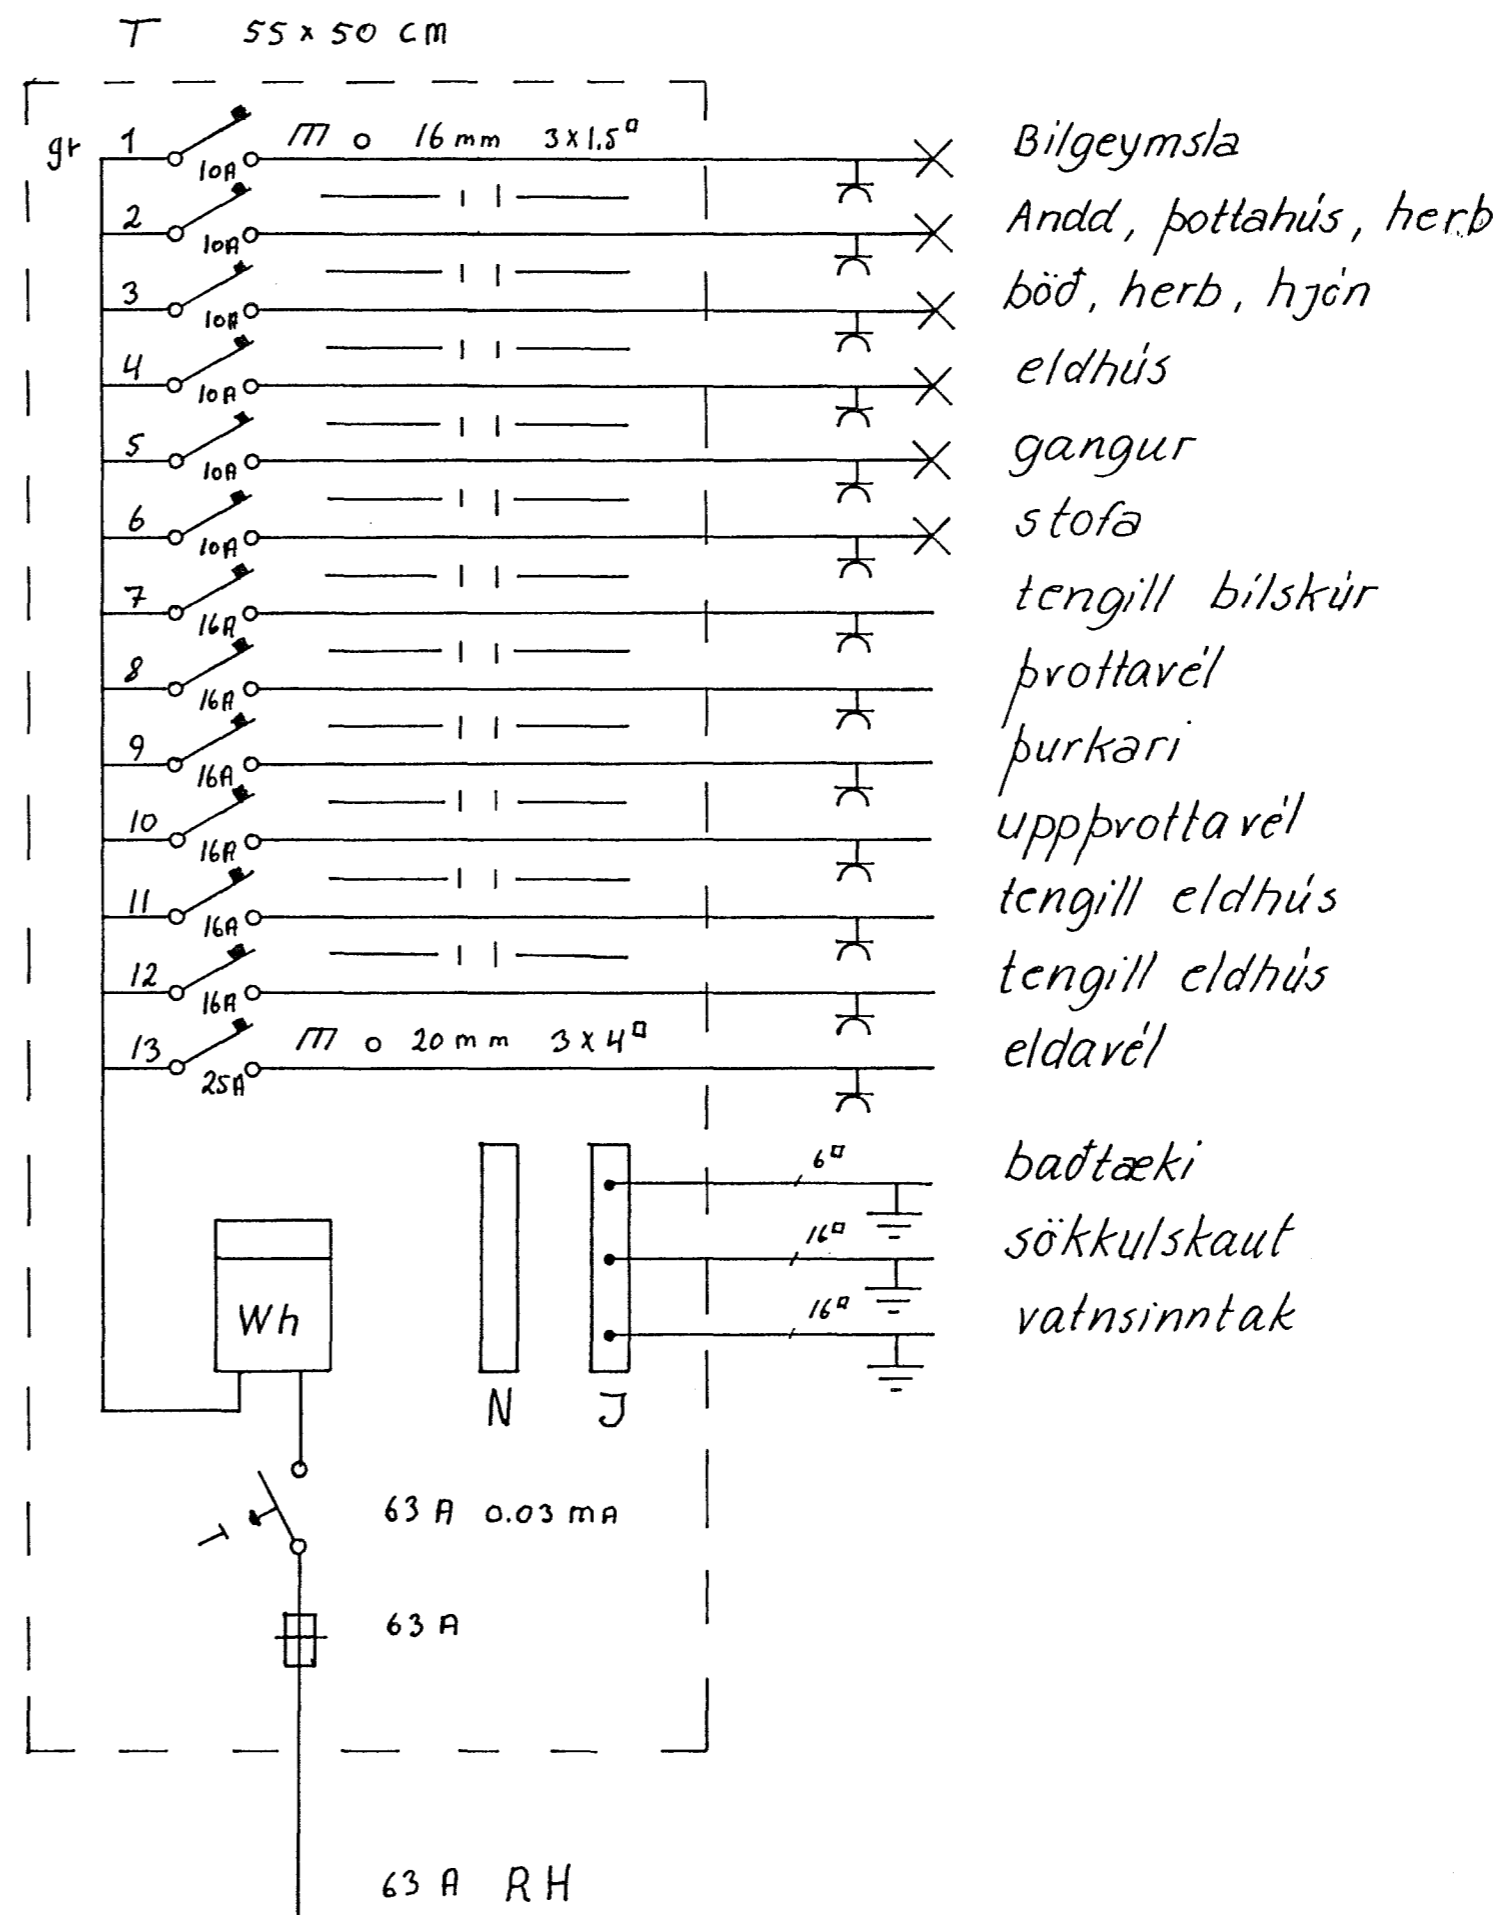 T 55 x 50 cm
gr 1 10A 16 mm 3 x 1.5▫ Bilgeymsla
2 10A Andd, þottahús, herb
3 10A böð, herb, hjón
4 10A eldhús
5 10A gangur
6 10A stofa
7 16A tengill bílskúr
8 16A þvottavél
9 16A þurkari
10 16A uppþvottavél
11 16A tengill eldhús
12 16A tengill eldhús
13 25A 20 mm 3 x 4▫ eldavél
6▫ baðtæki
16▫ sökkulskaut
16▫ vatnsinntak
Wh
N J
63 A 0.03 mA
63 A
63 A RH